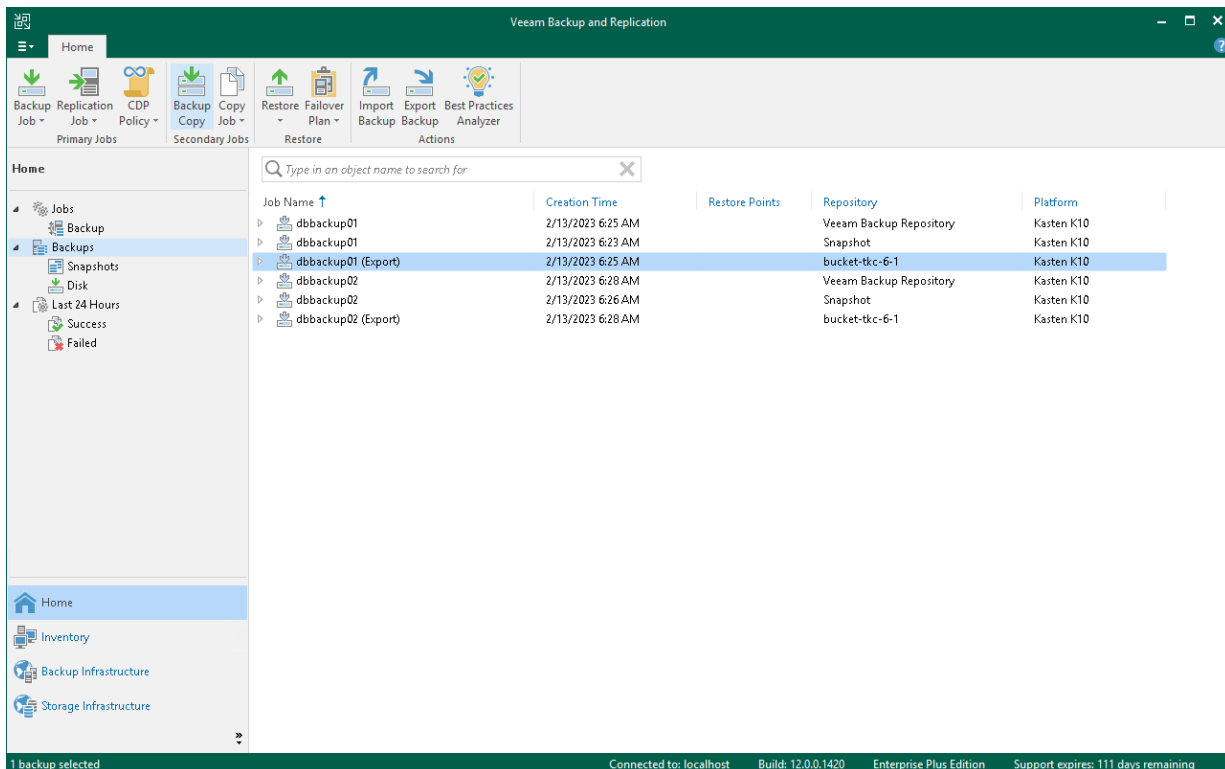 Veeam Backup and Replication
Home
Backup Replication CDP Backup Copy Restore Failover Import Export Best Practices
Job Job Policy Copy Job Plan Backup Backup Analyzer
Primary Jobs Secondary Jobs Restore Actions
Home
Type in an object name to search for
Jobs
Backup
Backups
Snapshots
Disk
Last 24 Hours
Success
Failed
Job Name Creation Time Restore Points Repository Platform
dbbackup01 2/13/2023 6:25 AM Veeam Backup Repository Kasten K10
dbbackup01 2/13/2023 6:23 AM Snapshot Kasten K10
dbbackup01 (Export) 2/13/2023 6:25 AM bucket-tkc-6-1 Kasten K10
dbbackup02 2/13/2023 6:28 AM Veeam Backup Repository Kasten K10
dbbackup02 2/13/2023 6:26 AM Snapshot Kasten K10
dbbackup02 (Export) 2/13/2023 6:28 AM bucket-tkc-6-1 Kasten K10
Home
Inventory
Backup Infrastructure
Storage Infrastructure
1 backup selected Connected to: localhost Build: 12.0.0.1420 Enterprise Plus Edition Support expires: 111 days remaining